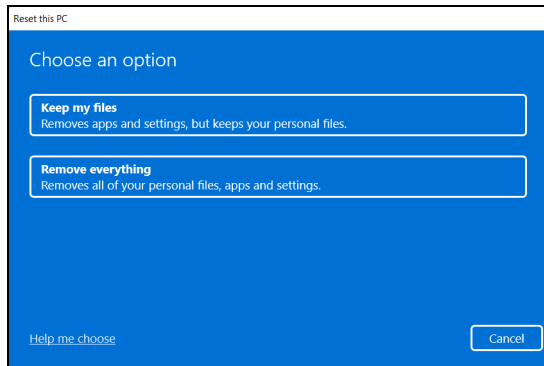 Reset this PC
Choose an option
Keep my files
Removes apps and settings, but keeps your personal files.
Remove everything
Removes all of your personal files, apps and settings.
Help me choose
Cancel